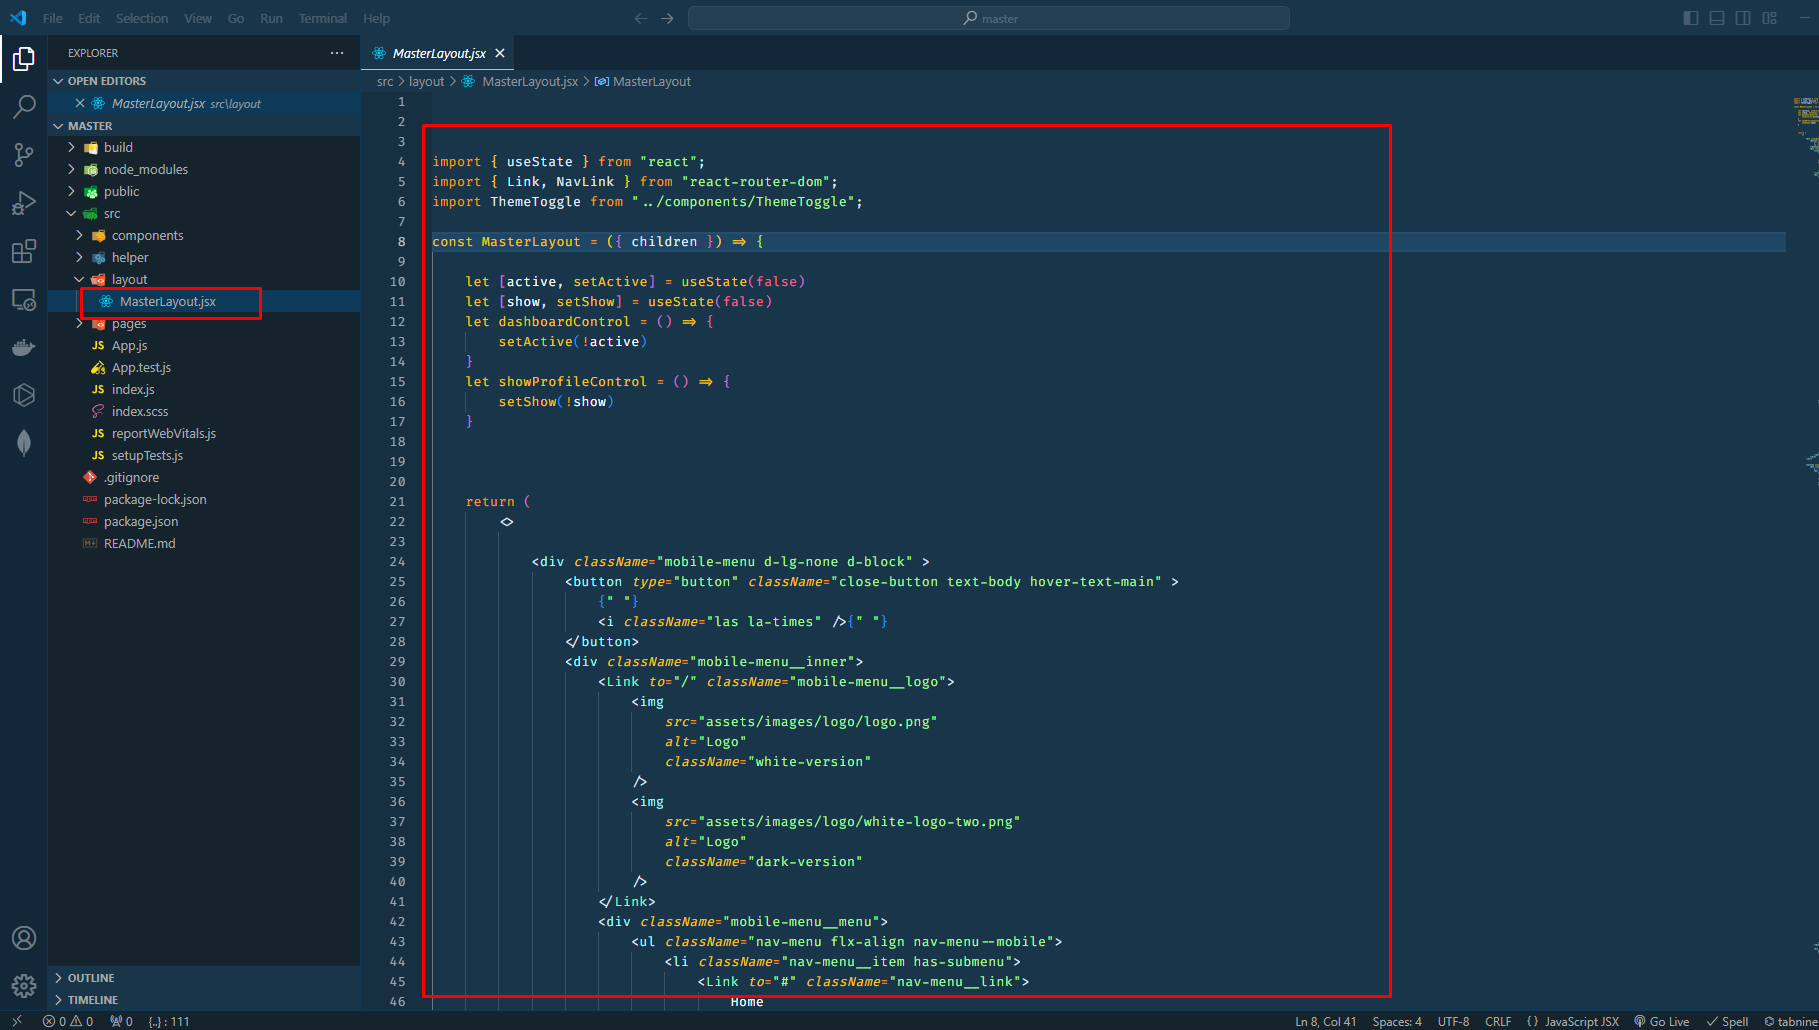 File Edit Selection View Go Run Terminal Help
master
EXPLORER
OPEN EDITORS
MasterLayout.jsx src\layout
MASTER
build
node_modules
public
src
components
helper
layout
MasterLayout.jsx
pages
App.js
App.test.js
index.js
index.scss
reportWebVitals.js
setupTests.js
.gitignore
package-lock.json
package.json
README.md
OUTLINE
TIMELINE
MasterLayout.jsx
src > layout > MasterLayout.jsx > MasterLayout
1
2
3
4 import { useState } from "react";
5 import { Link, NavLink } from "react-router-dom";
6 import ThemeToggle from "../components/ThemeToggle";
7
8 const MasterLayout = ({ children }) => {
9
10 let [active, setActive] = useState(false)
11 let [show, setShow] = useState(false)
12 let dashboardControl = () => {
13 setActive(!active)
14 }
15 let showProfileControl = () => {
16 setShow(!show)
17 }
18
19
20
21 return (
22 <>
23
24 <div className="mobile-menu d-lg-none d-block" >
25 <button type="button" className="close-button text-body hover-text-main" >
26 {" "}
27 <i className="las la-times" />{" "}
28 </button>
29 <div className="mobile-menu__inner">
30 <Link to="/" className="mobile-menu__logo">
31 <img
32 src="assets/images/logo/logo.png"
33 alt="Logo"
34 className="white-version"
35 />
36 <img
37 src="assets/images/logo/white-logo-two.png"
38 alt="Logo"
39 className="dark-version"
40 />
41 </Link>
42 <div className="mobile-menu__menu">
43 <ul className="nav-menu flx-align nav-menu--mobile">
44 <li className="nav-menu__item has-submenu">
45 <Link to="#" className="nav-menu__link">
46 Home
0 0 0 {..} : 111
Ln 8, Col 41 Spaces: 4 UTF-8 CRLF {} JavaScript JSX Go Live Spell tabnine